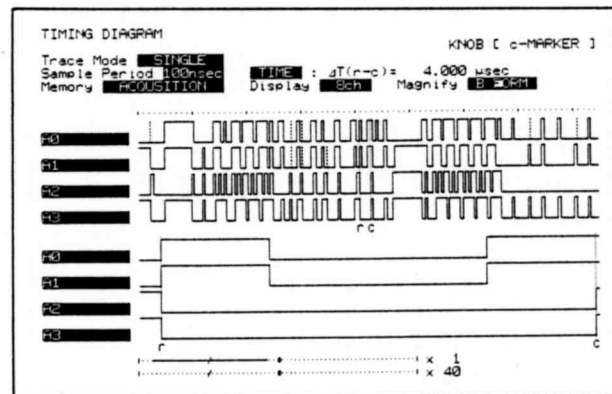 TIMING DIAGRAM
KNOB [ c-MARKER ]
Trace Mode SINGLE
Sample Period 100nsec TIME : ΔT(r-c)= 4.000 μsec
Memory ACQUSITION Display 8ch Magnify B
A0
A1
A2
A3
r c
A0
A1
A2
A3
r c
x 1
x 40